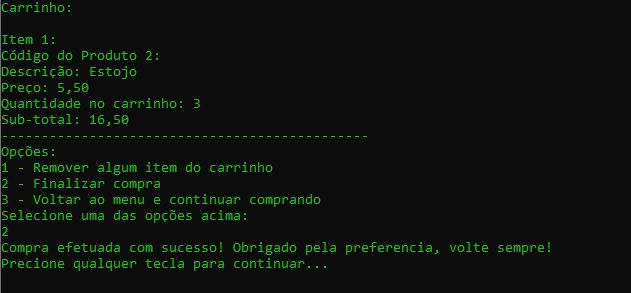 Carrinho:
Item 1:
Código do Produto 2:
Descrição: Estojo
Preço: 5,50
Quantidade no carrinho: 3
Sub-total: 16,50
----------------------------------------------
Opções:
1 - Remover algum item do carrinho
2 - Finalizar compra
3 - Voltar ao menu e continuar comprando
Selecione uma das opções acima:
2
Compra efetuada com sucesso! Obrigado pela preferencia, volte sempre!
Precione qualquer tecla para continuar...